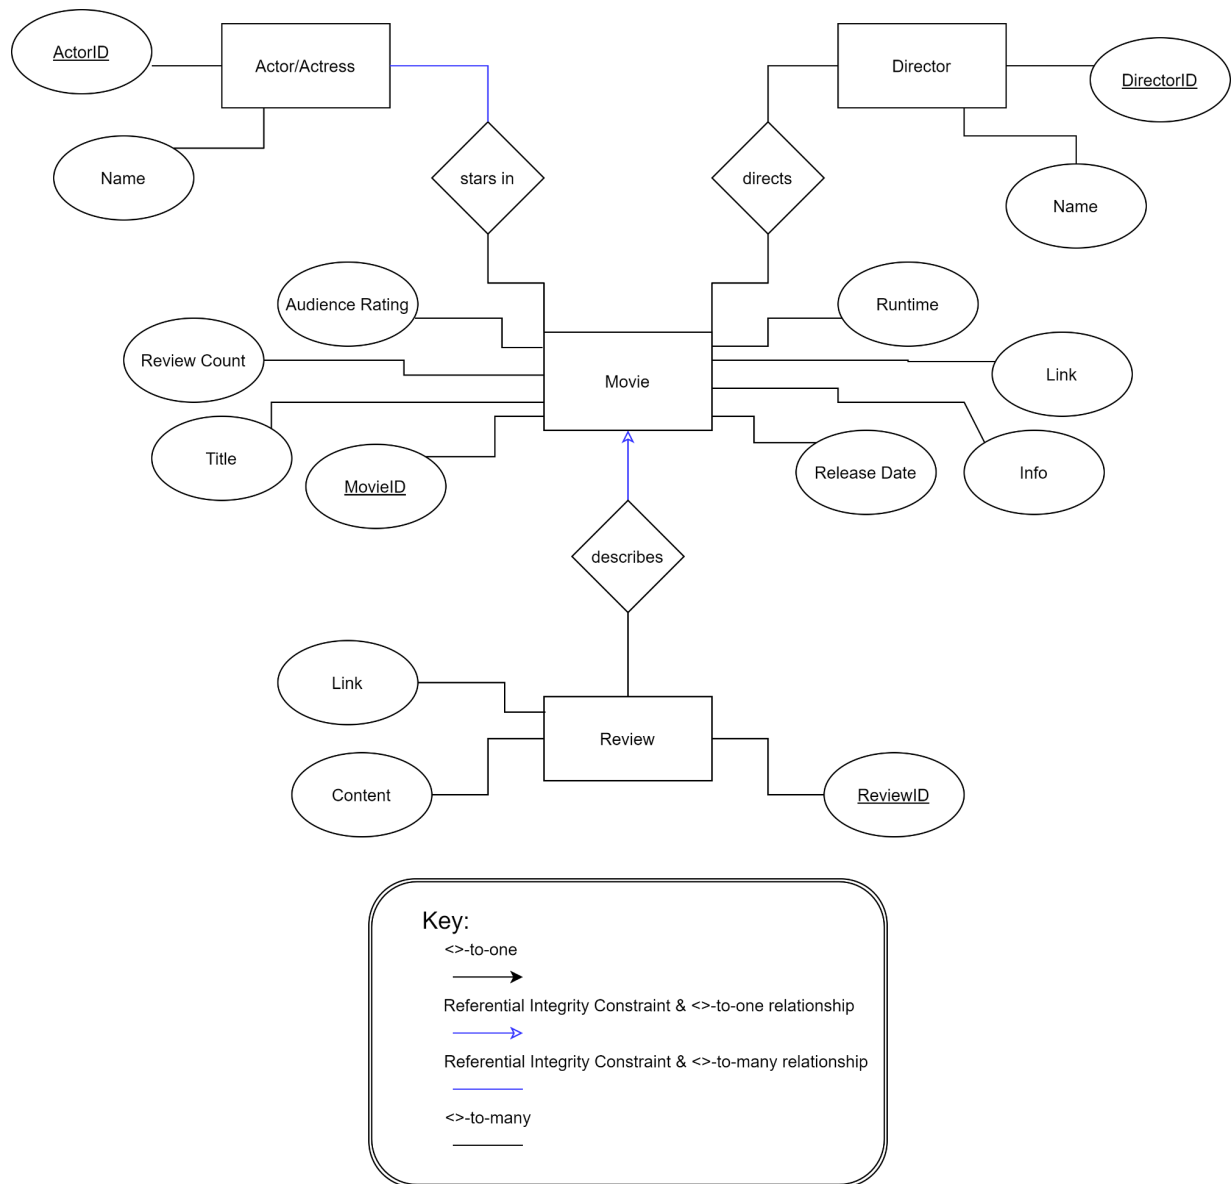 ActorID
Actor/Actress
Director
DirectorID
Name
stars in
directs
Name
Audience Rating
Runtime
Review Count
Movie
Link
Title
MovieID
Release Date
Info
describes
Link
Review
Content
ReviewID
Key:
<>-to-one
Referential Integrity Constraint & <>-to-one relationship
Referential Integrity Constraint & <>-to-many relationship
<>-to-many